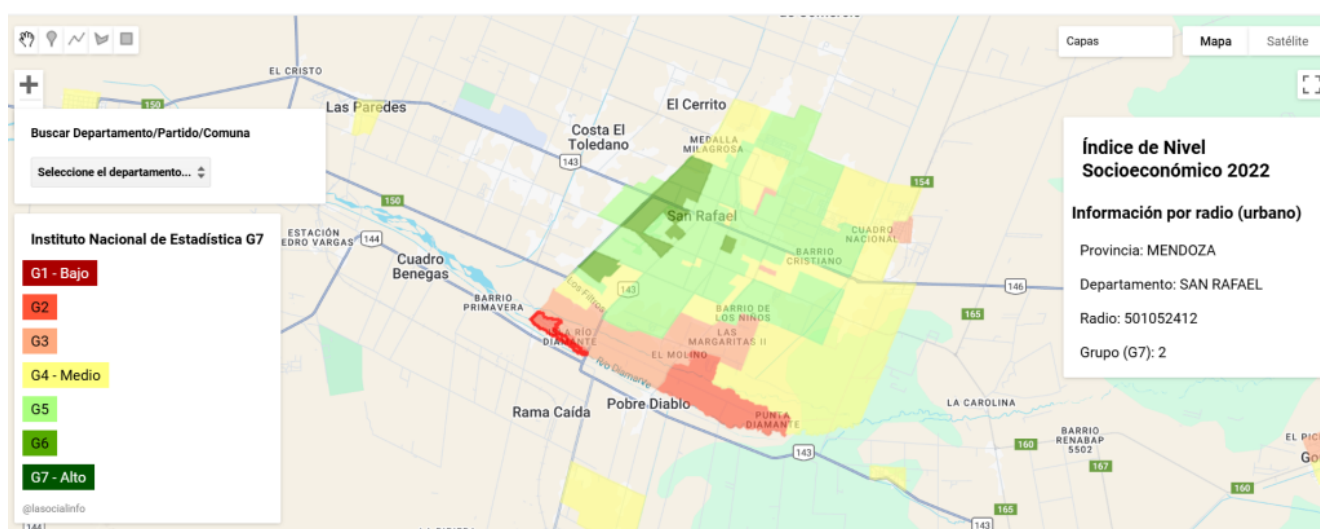 EL CRISTO
150
Las Paredes
El Cerrito
Costa El
Toledano
MEDALLA
MILAGROSA
143
Capas
Mapa
Satélite
Buscar Departamento/Partido/Comuna
Seleccione el departamento...
150
154
San Rafael
ESTACIÓN
144
Cuadro
Benegas
CUADRO
NACIONAL
BARRIO
CRISTIANO
Instituto Nacional de Estadística G7
G1 - Bajo
G2
G3
G4 - Medio
G5
G6
G7 - Alto
@lasocialinfo
144
BARRIO
PRIMAVERA
Los Filtros
143
146
BARRIO DE
LOS NIÑOS
165
A RÍO
DIAMANTE
LAS
MARGARITAS II
EL MOLINO
Río Diamante
Rama Caída
Pobre Diablo
PUNTA
DIAMANTE
LA CAROLINA
143
160
BARRIO
RENABAP
5502
167
160
165
143
Índice de Nivel
Socioeconómico 2022
Información por radio (urbano)
Provincia: MENDOZA
Departamento: SAN RAFAEL
Radio: 501052412
Grupo (G7): 2